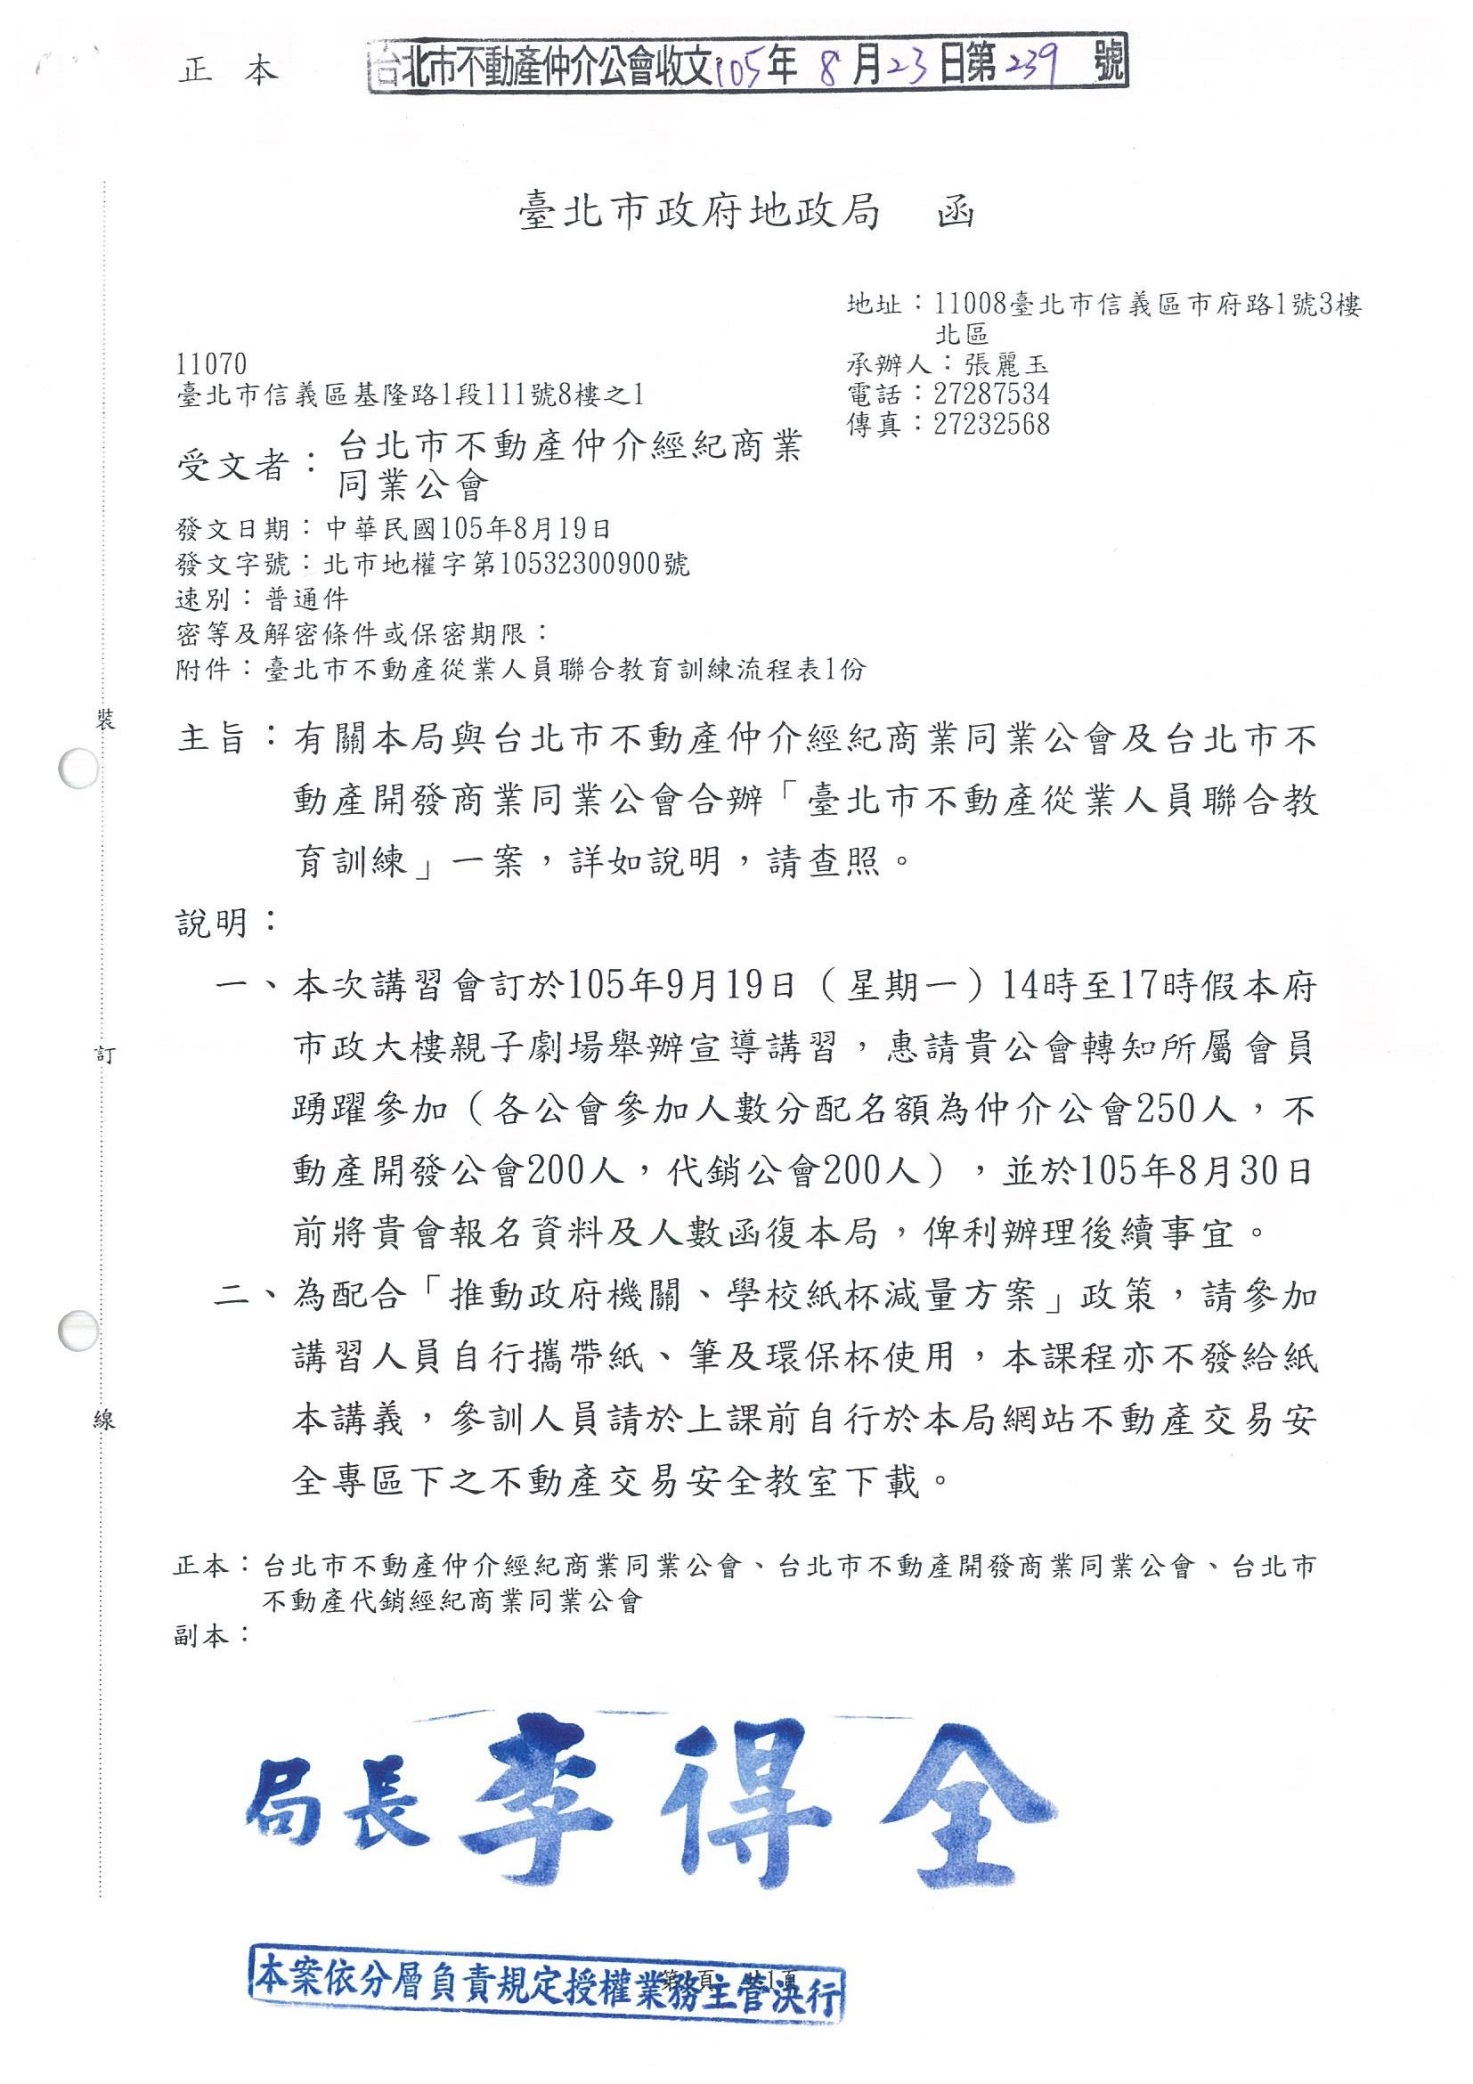 正本
台北市不動產仲介公會收文105年8月23日第239號
臺北市政府地政局 函
地址：11008臺北市信義區市府路1號3樓
北區
承辦人：張麗玉
電話：27287534
傳真：27232568
11070
臺北市信義區基隆路1段111號8樓之1
受文者：台北市不動產仲介經紀商業
同業公會
發文日期：中華民國105年8月19日
發文字號：北市地權字第10532300900號
速別：普通件
密等及解密條件或保密期限：
附件：臺北市不動產從業人員聯合教育訓練流程表1份
主旨：有關本局與台北市不動產仲介經紀商業同業公會及台北市不
動產開發商業同業公會合辦「臺北市不動產從業人員聯合教
育訓練」一案，詳如說明，請查照。
說明：
一、本次講習會訂於105年9月19日（星期一）14時至17時假本府
市政大樓親子劇場舉辦宣導講習，惠請貴公會轉知所屬會員
踴躍參加（各公會參加人數分配名額為仲介公會250人，不
動產開發公會200人，代銷公會200人），並於105年8月30日
前將貴會報名資料及人數函復本局，俾利辦理後續事宜。
二、為配合「推動政府機關、學校紙杯減量方案」政策，請參加
講習人員自行攜帶紙、筆及環保杯使用，本課程亦不發給紙
本講義，參訓人員請於上課前自行於本局網站不動產交易安
全專區下之不動產交易安全教室下載。
正本：台北市不動產仲介經紀商業同業公會、台北市不動產開發商業同業公會、台北市
不動產代銷經紀商業同業公會
副本：
裝
訂
線
局長 李得全
本案依分層負責規定授權業務主管決行
第1頁 共1頁